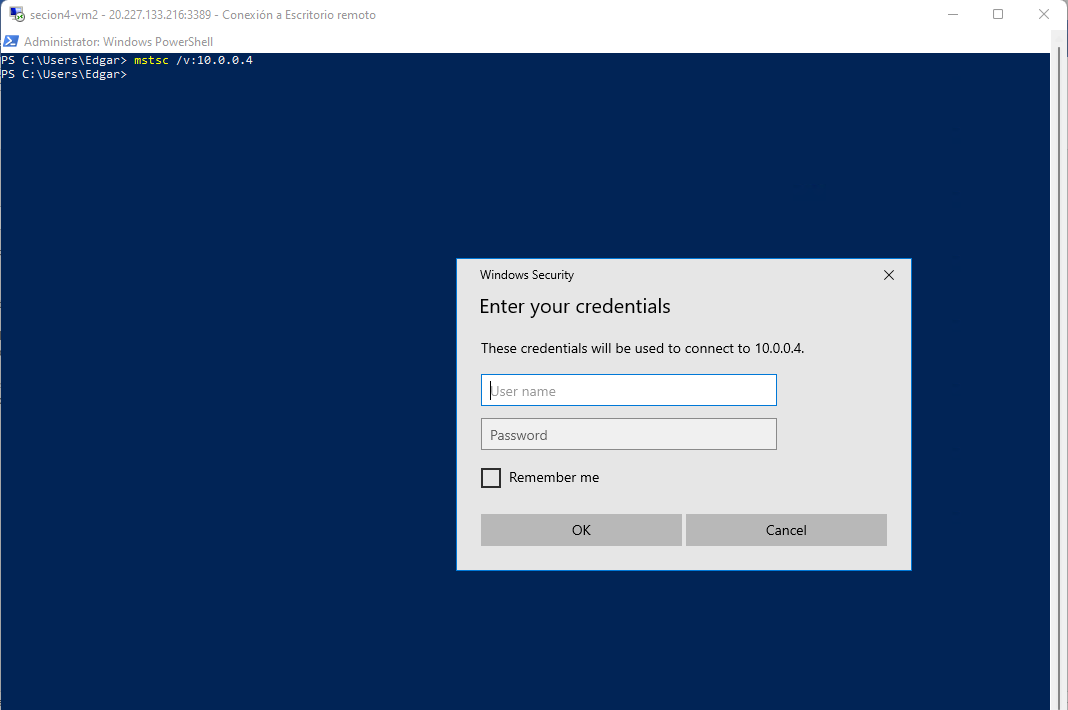 secion4-vm2 - 20.227.133.216:3389 - Conexión a Escritorio remoto
Administrator: Windows PowerShell
PS C:\Users\Edgar> mstsc /v:10.0.0.4
PS C:\Users\Edgar>
Windows Security
Enter your credentials
These credentials will be used to connect to 10.0.0.4.
User name
Password
Remember me
OK
Cancel